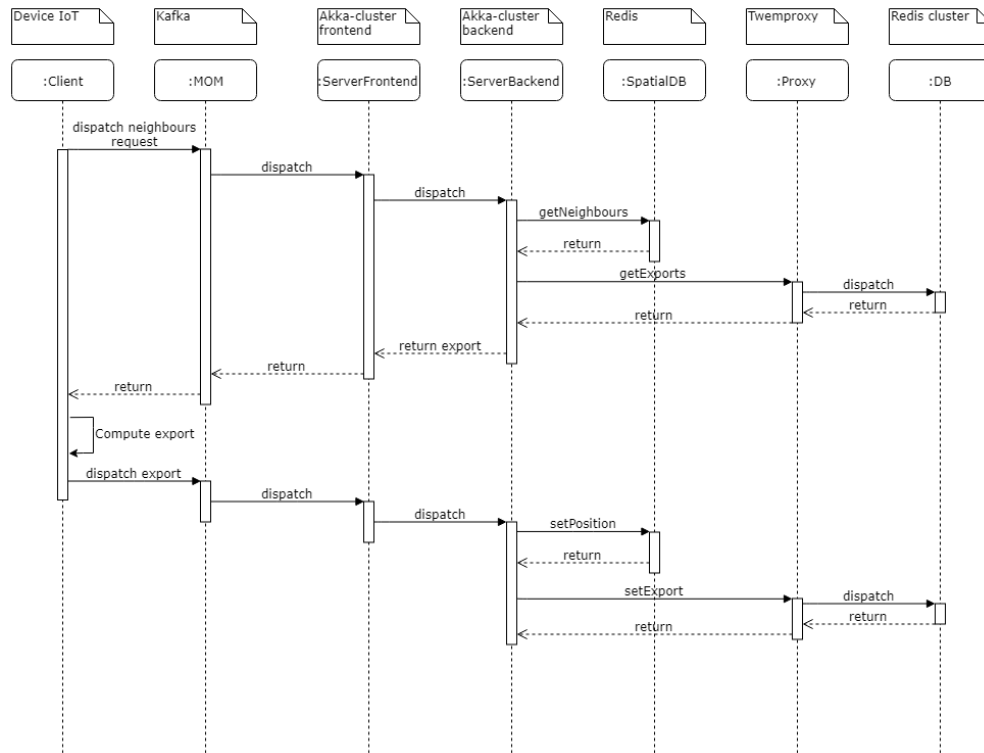 Device IoT
Kafka
Akka-cluster
frontend
Akka-cluster
backend
Redis
Twemproxy
Redis cluster
:Client
:MOM
:ServerFrontend
:ServerBackend
:SpatialDB
:Proxy
:DB
dispatch neighbours
request
dispatch
dispatch
getNeighbours
return
getExports
dispatch
return
return
return export
return
return
Compute export
dispatch export
dispatch
dispatch
setPosition
return
setExport
dispatch
return
return